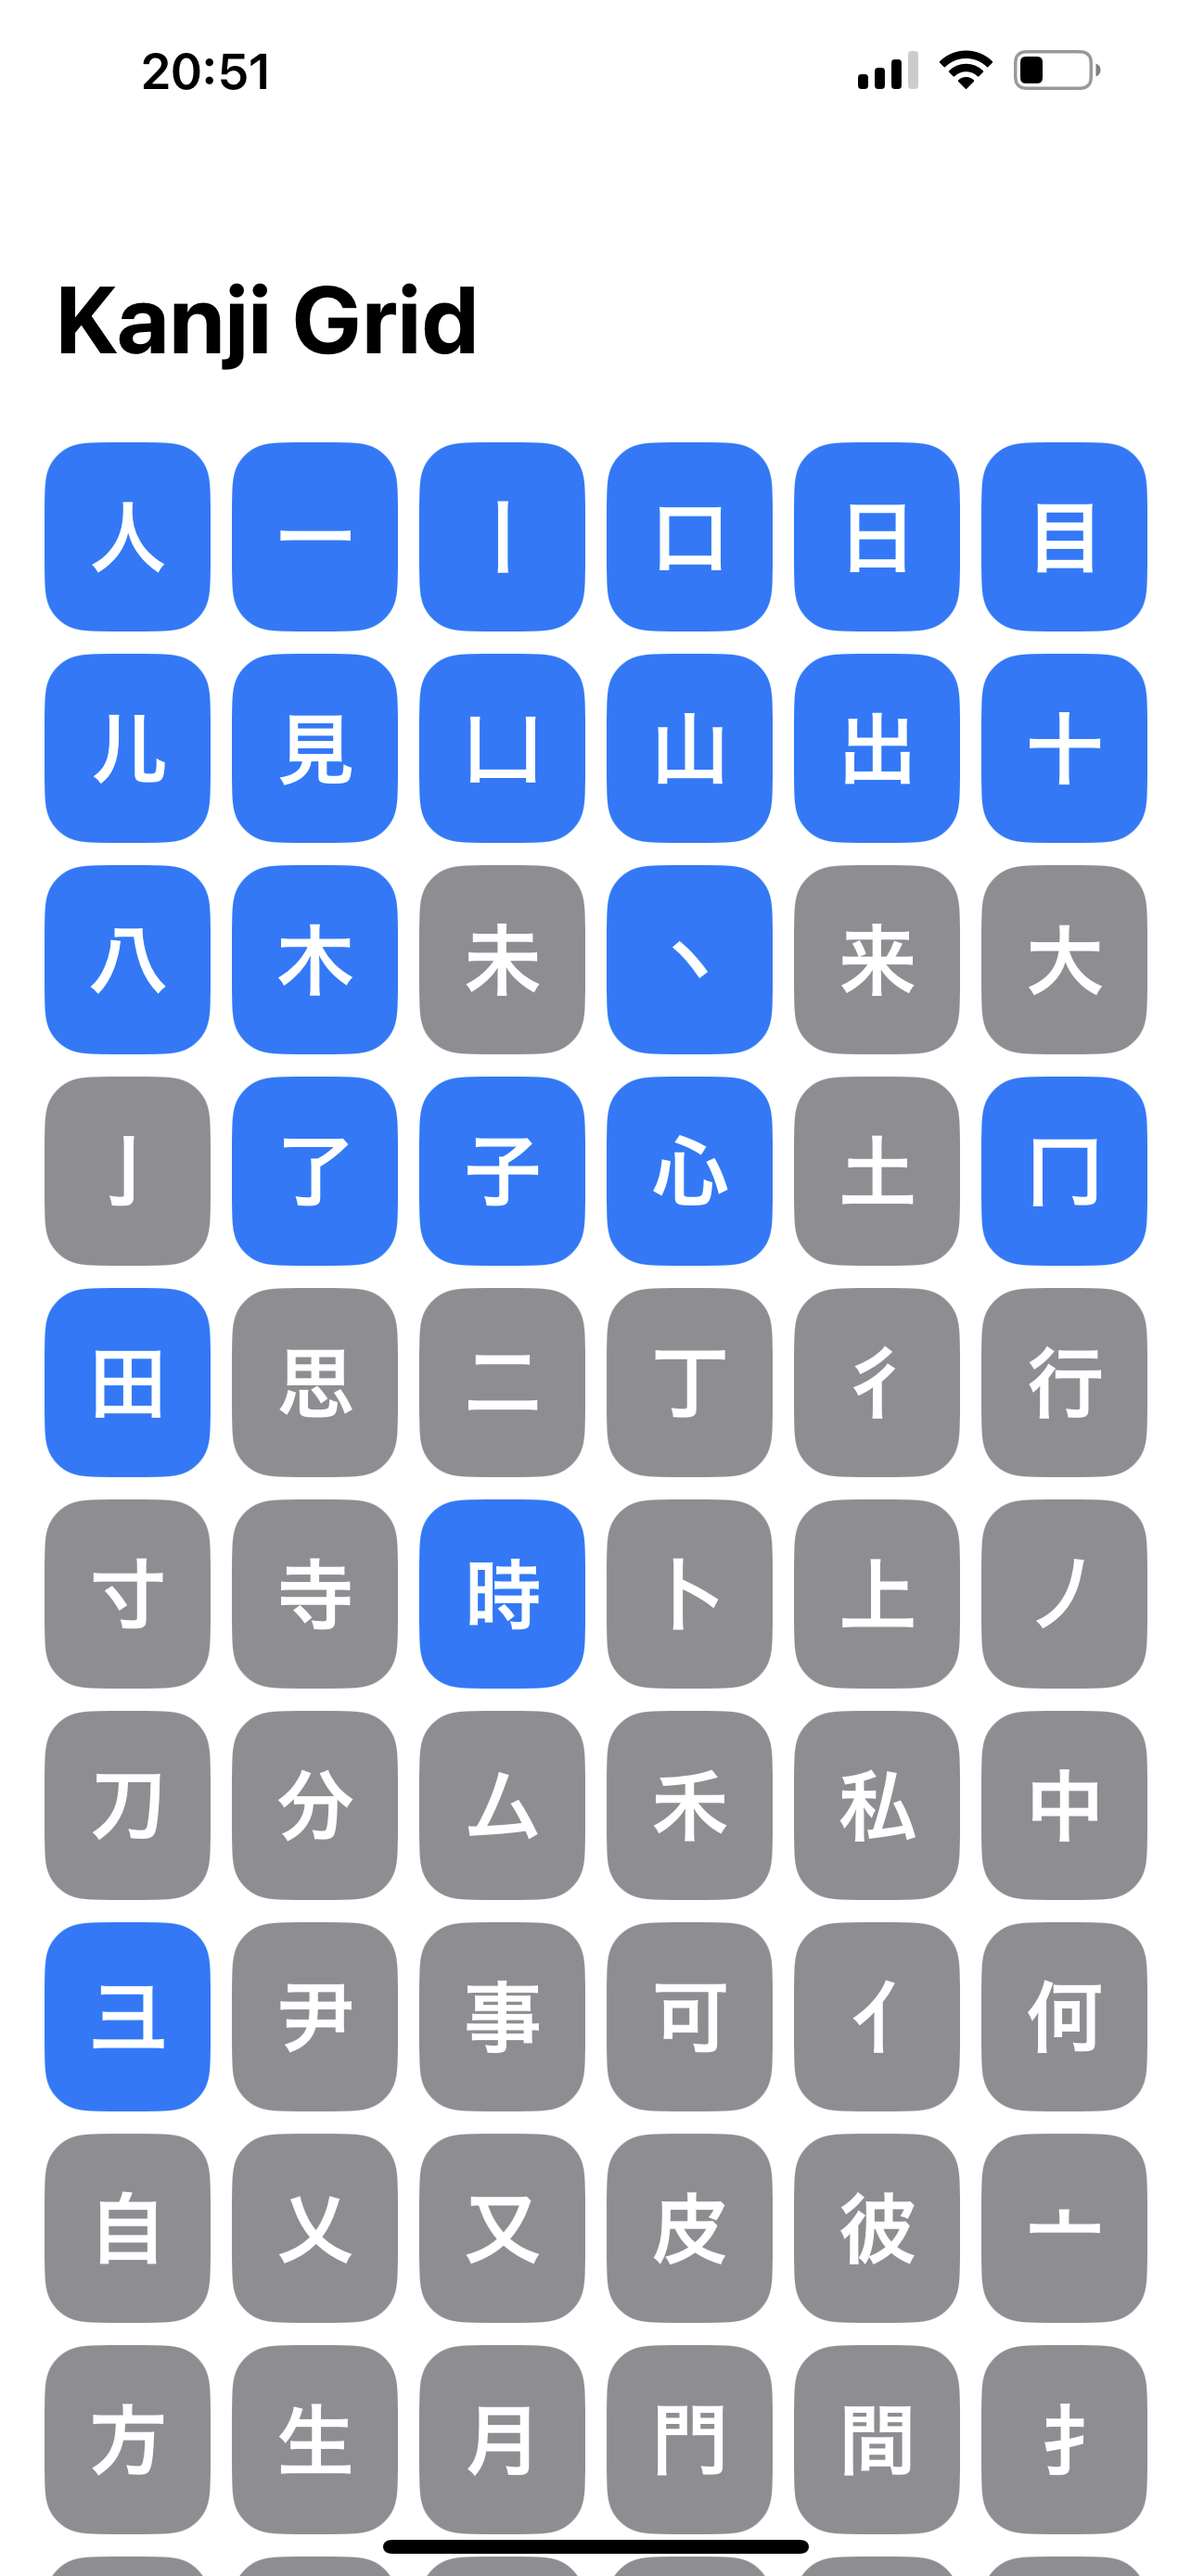 20:51
Kanji Grid
人 一 丨 口 日 目
儿 見 凵 山 出 十
八 木 未 丶 来 大
亅 了 子 心 土 冂
田 思 二 丁 彳 行
寸 寺 時 卜 上 ノ
刀 分 厶 禾 私 中
彐 尹 事 可 亻 何
自 乂 又 皮 彼 亠
方 生 月 門 間 扌